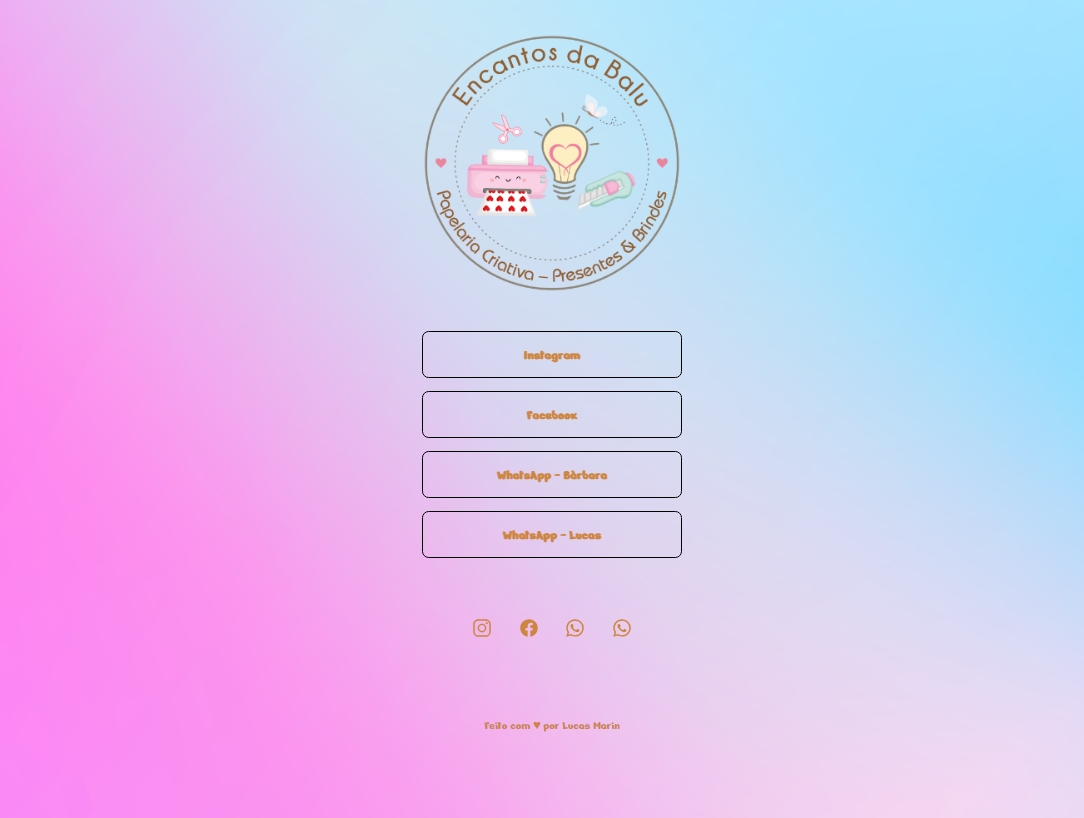 Encantos da Balu
Papelaria Criativa – Presentes & Brindes
Instagram
Facebook
WhatsApp - Bárbara
WhatsApp - Lucas
Feito com ♥ por Lucas Marin